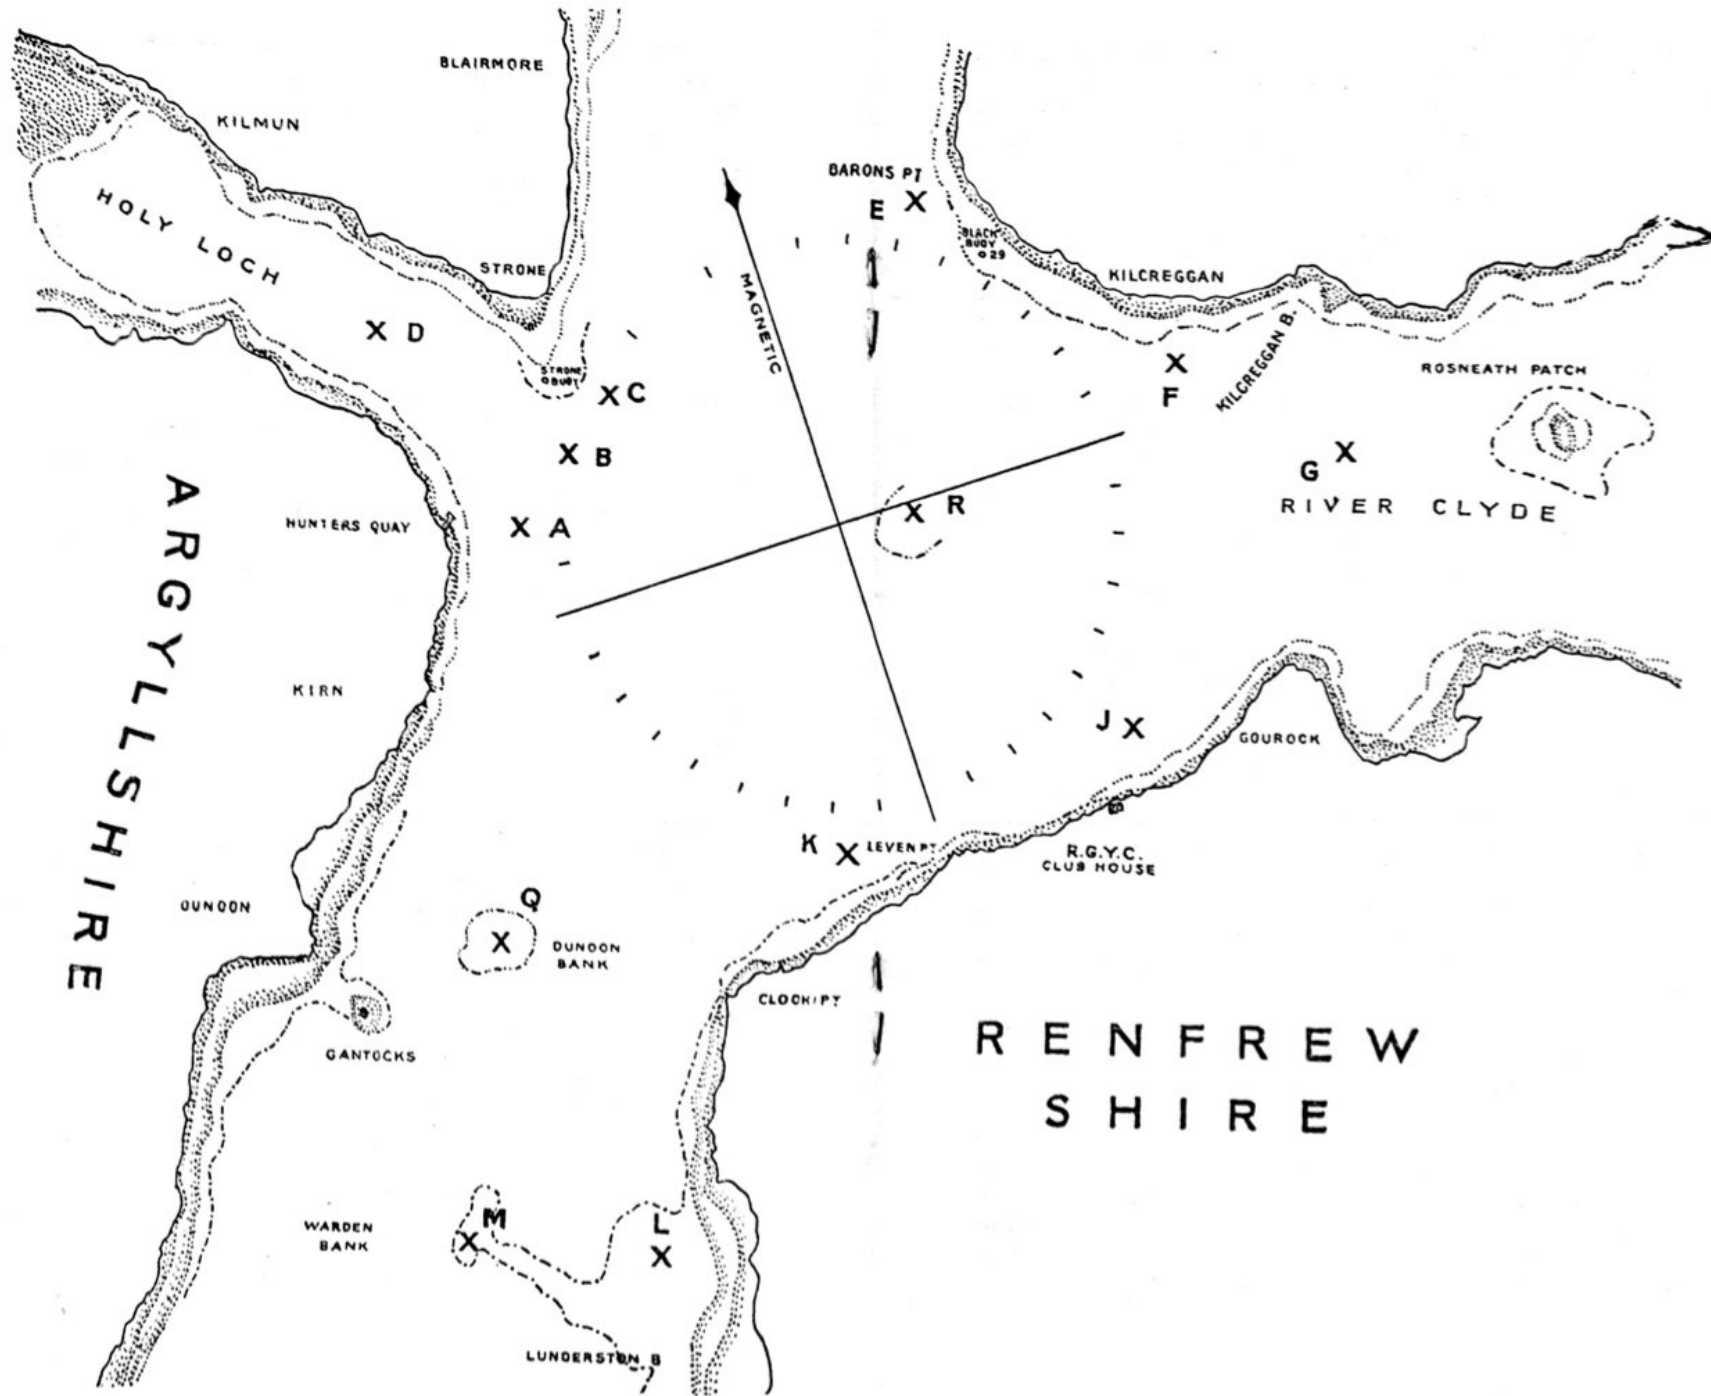 BLAIRMORE
KILMUN
BARONS PT
X
E
HOLY LOCH
BLACK
BUOY
29
STRONE
KILCREGGAN
MAGNETIC
X D
STRONE
BUOY
X C
X
F
KILCREGGAN B.
ROSNEATH PATCH
X B
G X
RIVER CLYDE
X R
HUNTERS QUAY
X A
ARGYLLSHIRE
KIRN
J X
GOUROCK
K X
LEVEN PT
R.G.Y.C.
CLUB HOUSE
DUNOON
Q
X
DUNOON
BANK
CLOCH PT
GANTOCKS
RENFREW
SHIRE
WARDEN
BANK
M
X
L
X
LUNDERSTON B